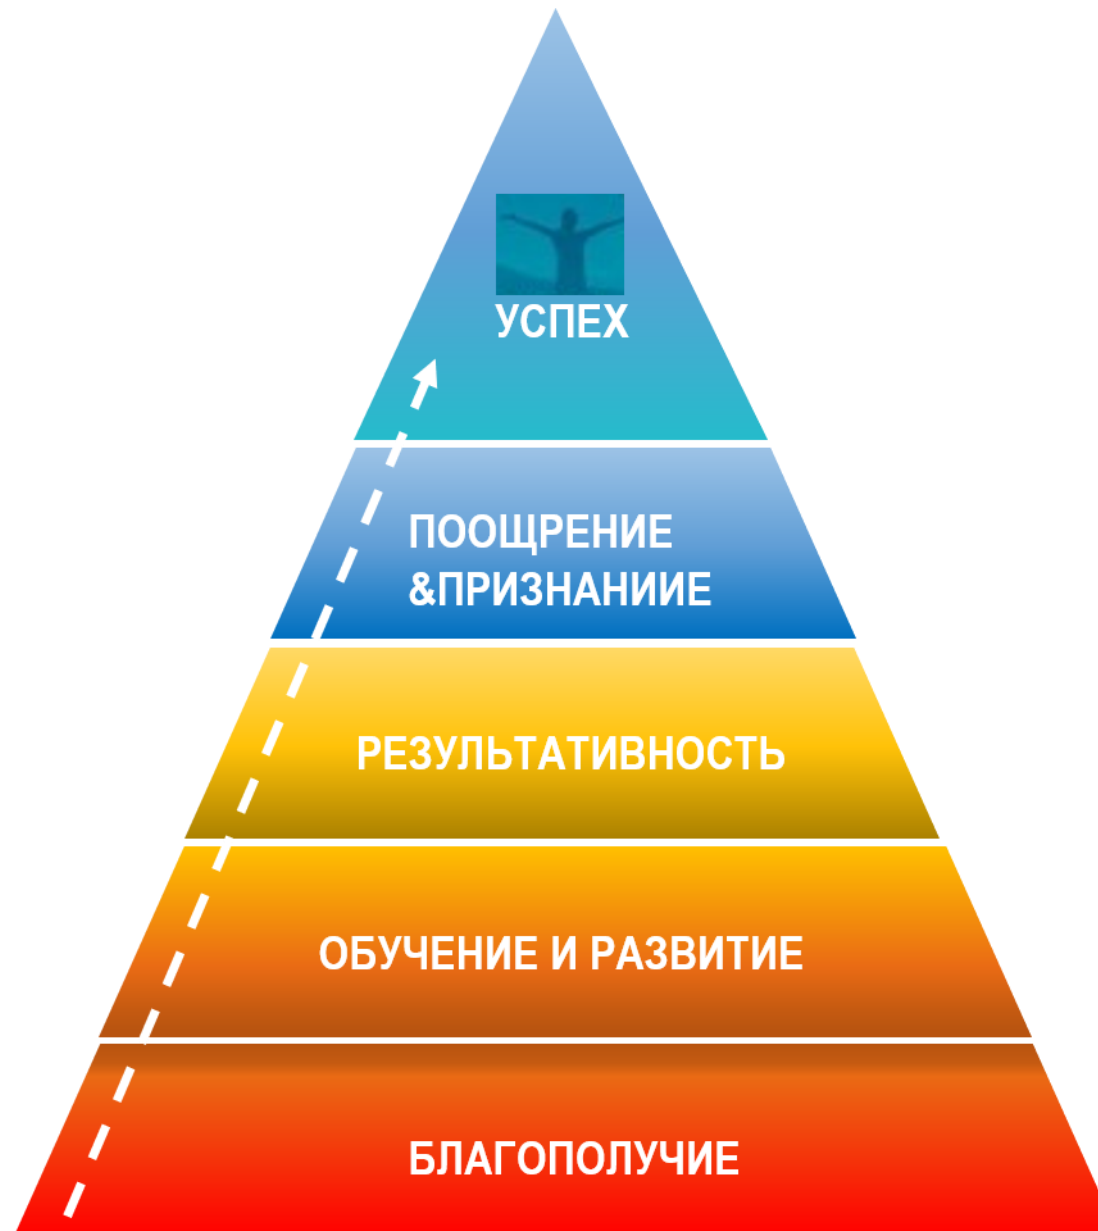 УСПЕХ
ПООЩРЕНИЕ
&ПРИЗНАНИИЕ
РЕЗУЛЬТАТИВНОСТЬ
ОБУЧЕНИЕ И РАЗВИТИЕ
БЛАГОПОЛУЧИЕ